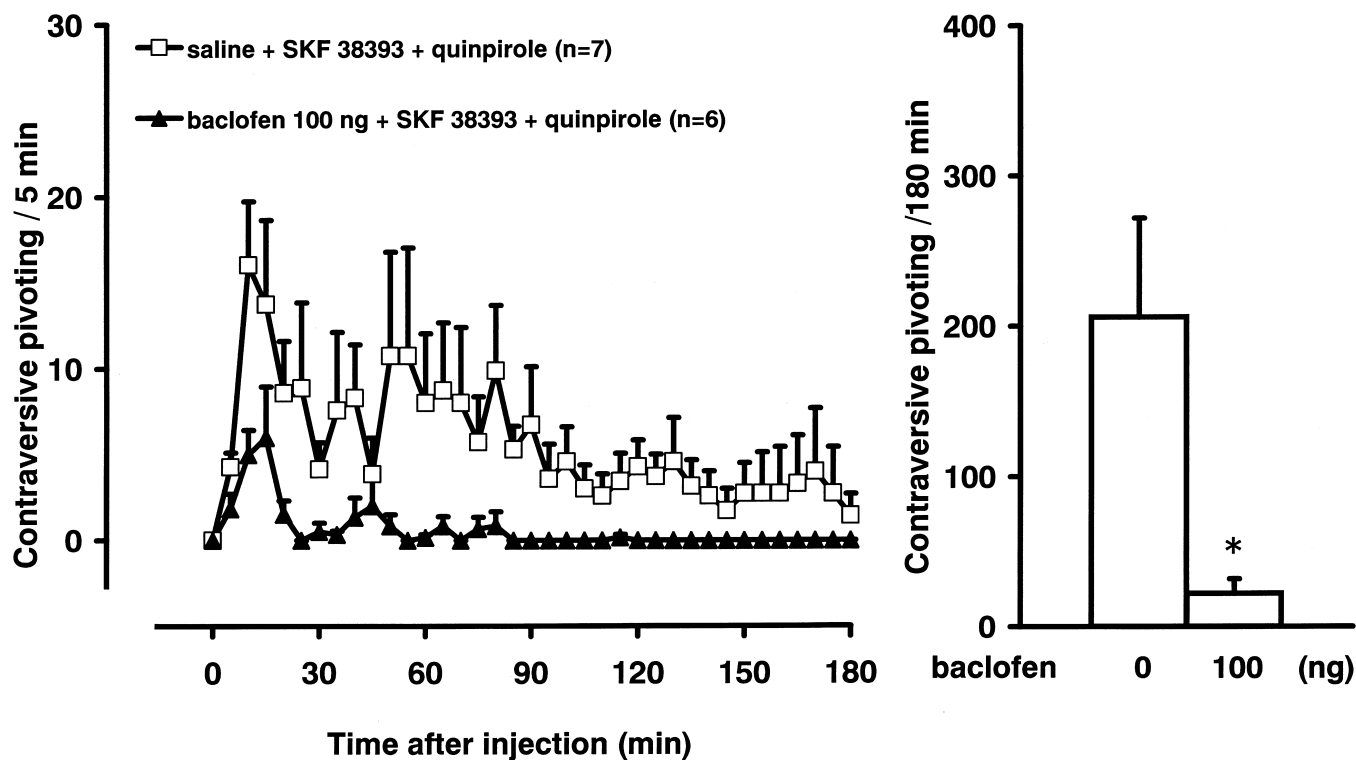 30
20
10
0
Contraversive pivoting / 5 min
saline + SKF 38393 + quinpirole (n=7)
baclofen 100 ng + SKF 38393 + quinpirole (n=6)
0 30 60 90 120 150 180
Time after injection (min)
400
300
200
100
0
Contraversive pivoting /180 min
*
baclofen 0 100 (ng)